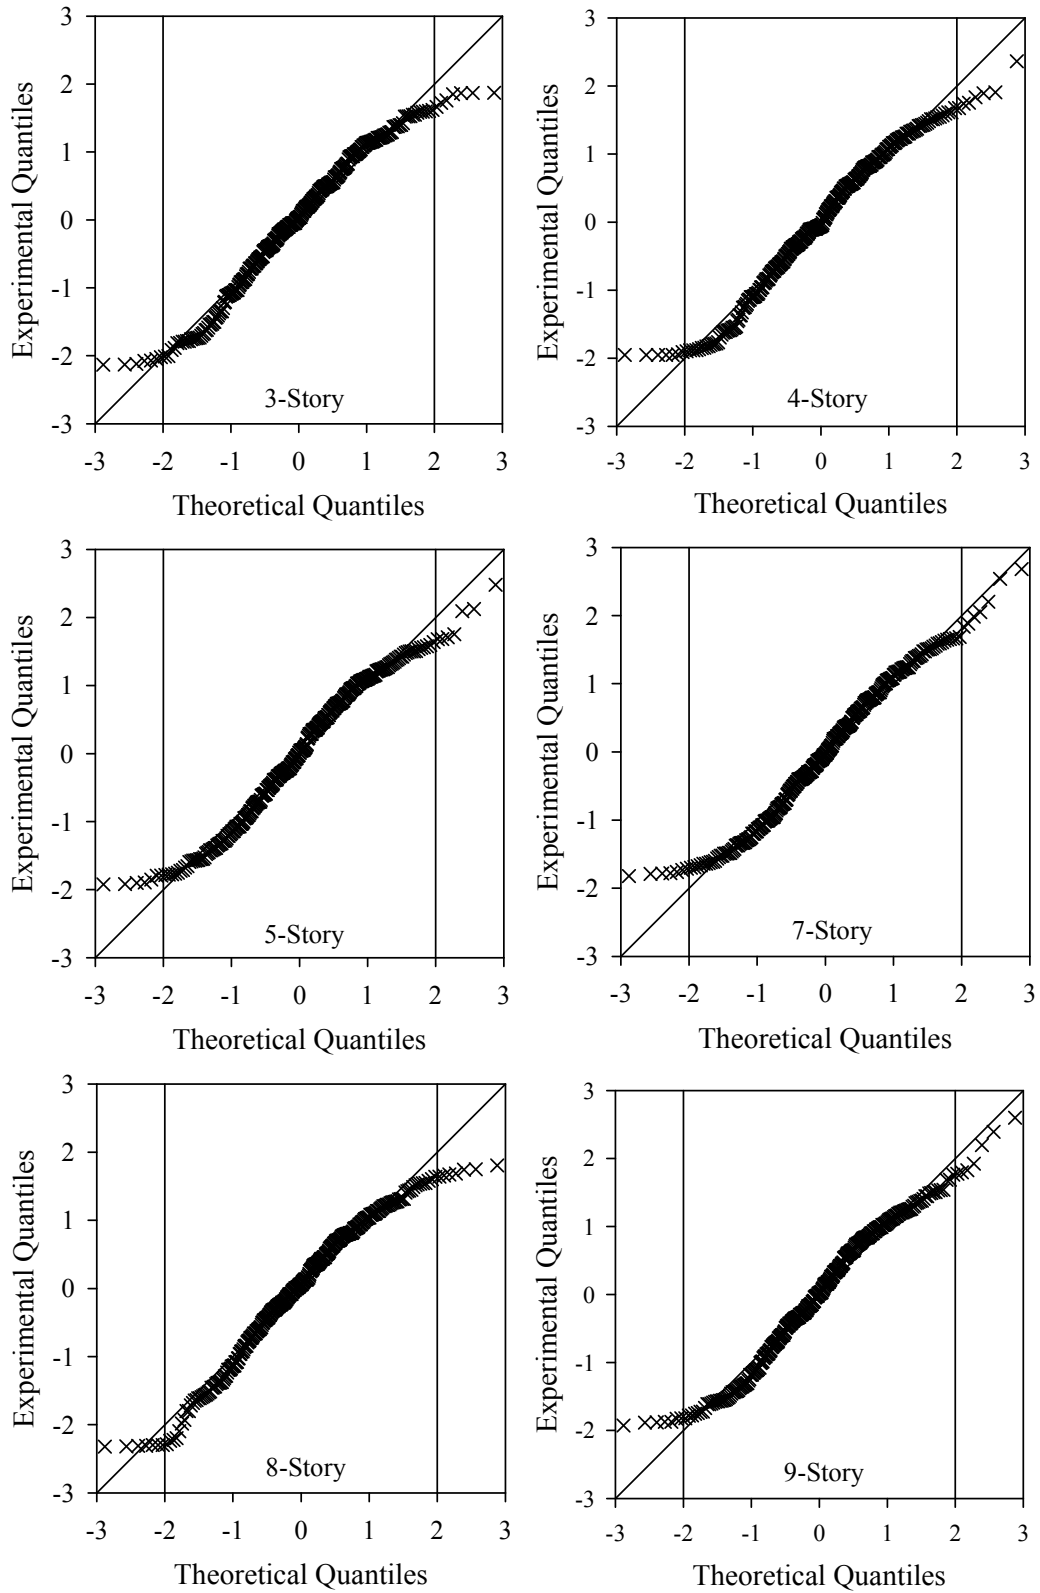 3 3
2 2
1 1
0 0
-1 -1
-2 -2
-3 -3
Experimental Quantiles Experimental Quantiles
3-Story 4-Story
-3 -2 -1 0 1 2 3 -3 -2 -1 0 1 2 3
Theoretical Quantiles Theoretical Quantiles
3 3
2 2
1 1
0 0
-1 -1
-2 -2
-3 -3
Experimental Quantiles Experimental Quantiles
5-Story 7-Story
-3 -2 -1 0 1 2 3 -3 -2 -1 0 1 2 3
Theoretical Quantiles Theoretical Quantiles
3 3
2 2
1 1
0 0
-1 -1
-2 -2
-3 -3
Experimental Quantiles Experimental Quantiles
8-Story 9-Story
-3 -2 -1 0 1 2 3 -3 -2 -1 0 1 2 3
Theoretical Quantiles Theoretical Quantiles